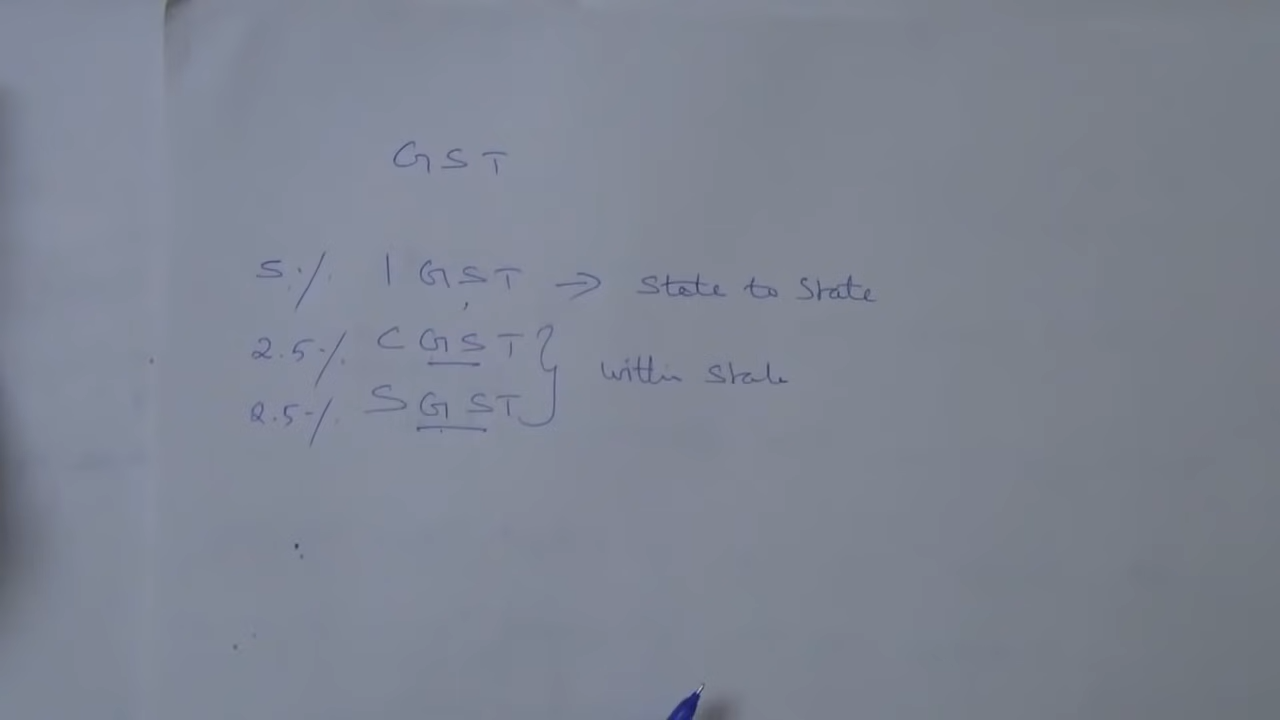 GST
5% IGST → State to State
2.5% CGST
within State
2.5% SGST